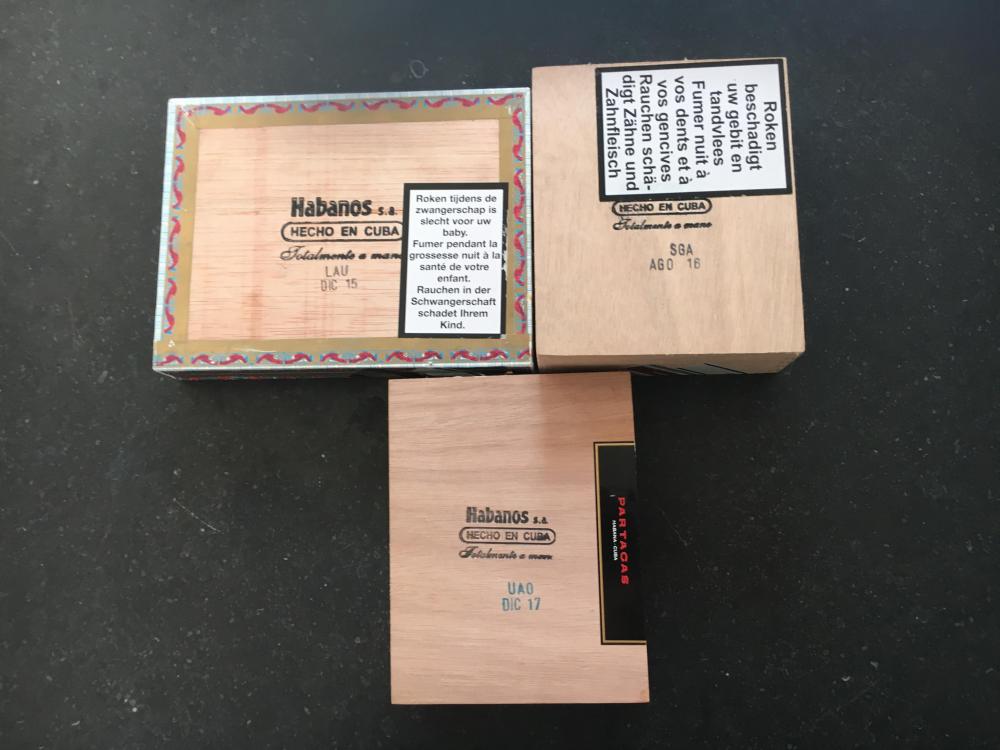 Habanos s.a.
HECHO EN CUBA
Totalmente a mano
LAU
DIC 15
Roken tijdens de
zwangerschap is
slecht voor uw
baby.
Fumer pendant la
grossesse nuit à la
santé de votre
enfant.
Rauchen in der
Schwangerschaft
schadet Ihrem
Kind.
Roken
beschadigt
uw gebit en
tandvlees
Fumer nuit à
vos dents et à
vos gencives
Rauchen schä-
digt Zähne und
Zahnfleisch
HECHO EN CUBA
Totalmente a mano
SGA
AGO 16
Habanos s.a.
HECHO EN CUBA
Totalmente a mano
UAO
DIC 17
PARTAGAS
HABANA - CUBA